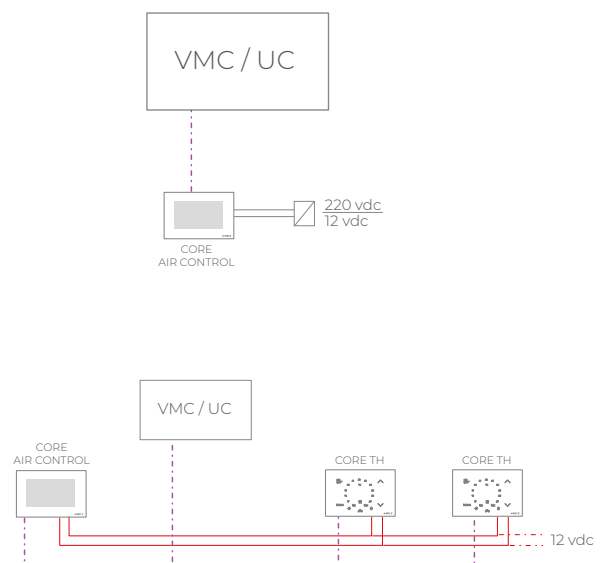 VMC / UC
220 vdc
12 vdc
CORE
AIR CONTROL
VMC / UC
CORE
AIR CONTROL
CORE TH
CORE TH
12 vdc